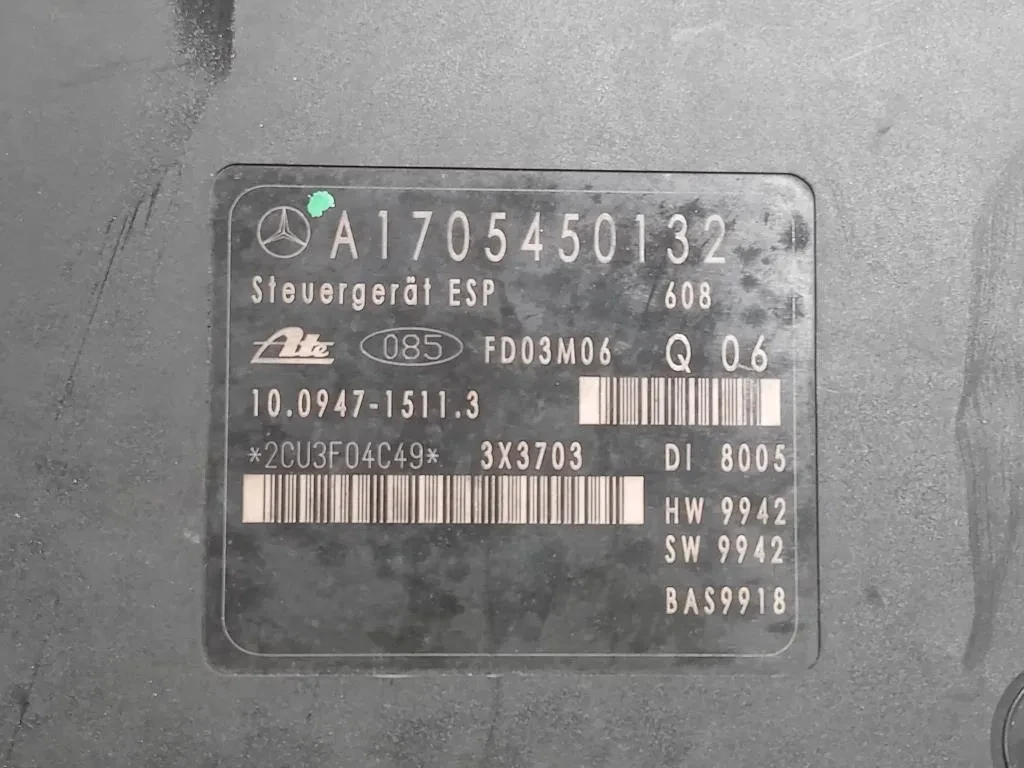 A1705450132
Steuergerät ESP 608
Ate 085 FD03M06 Q 06
10.0947-1511.3
*2CU3F04C49* 3X3703 DI 8005
HW 9942
SW 9942
BAS9918